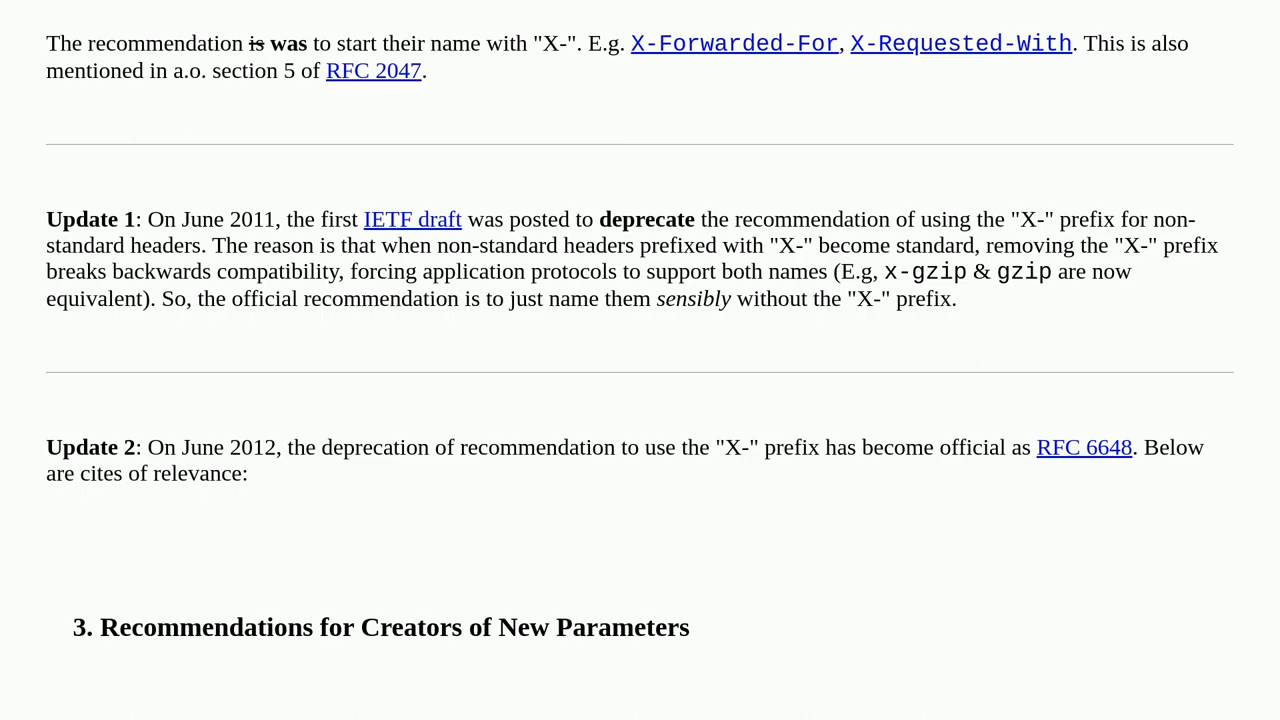 The recommendation is was to start their name with "X-". E.g. X-Forwarded-For, X-Requested-With. This is also
mentioned in a.o. section 5 of RFC 2047.
Update 1: On June 2011, the first IETF draft was posted to deprecate the recommendation of using the "X-" prefix for non-
standard headers. The reason is that when non-standard headers prefixed with "X-" become standard, removing the "X-" prefix
breaks backwards compatibility, forcing application protocols to support both names (E.g, x-gzip & gzip are now
equivalent). So, the official recommendation is to just name them sensibly without the "X-" prefix.
Update 2: On June 2012, the deprecation of recommendation to use the "X-" prefix has become official as RFC 6648. Below
are cites of relevance:
3. Recommendations for Creators of New Parameters